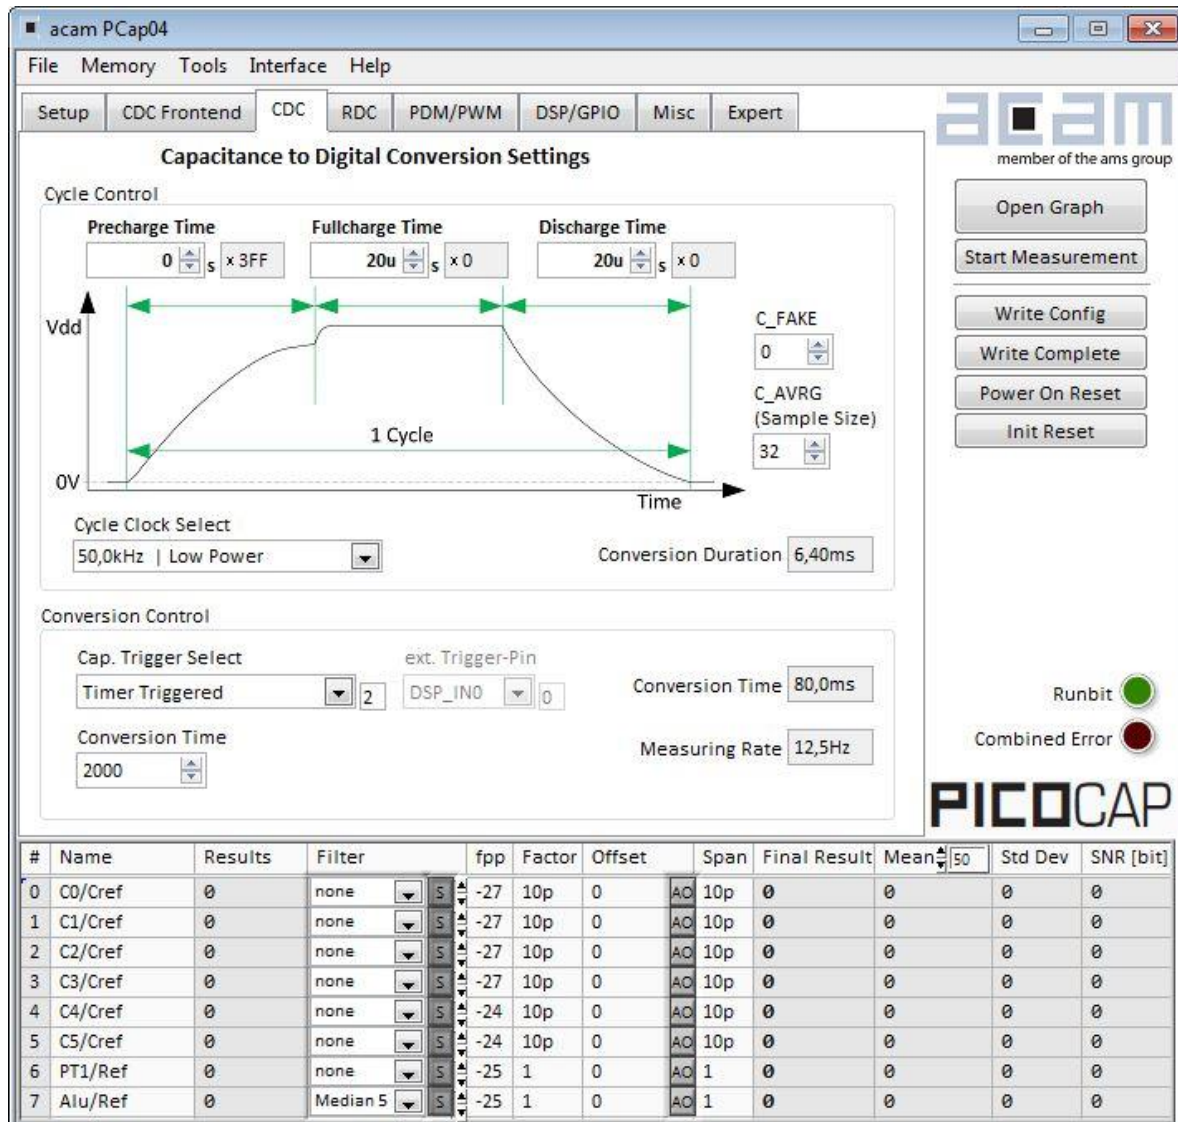 acam PCap04
File Memory Tools Interface Help
Setup CDC Frontend CDC RDC PDM/PWM DSP/GPIO Misc Expert
acam
member of the ams group
Capacitance to Digital Conversion Settings
Cycle Control
Precharge Time Fullcharge Time Discharge Time
0 s x 3FF 20u s x 0 20u s x 0
Vdd
C_FAKE
0
C_AVRG
(Sample Size)
32
1 Cycle
0V
Time
Cycle Clock Select
50,0kHz | Low Power
Conversion Duration 6,40ms
Conversion Control
Cap. Trigger Select ext. Trigger-Pin
Timer Triggered 2 DSP_IN0 0
Conversion Time 80,0ms
Conversion Time
2000
Measuring Rate 12,5Hz
Open Graph
Start Measurement
Write Config
Write Complete
Power On Reset
Init Reset
Runbit
Combined Error
PICOCAP
# Name Results Filter fpp Factor Offset Span Final Result Mean 50 Std Dev SNR [bit]
0 C0/Cref 0 none S -27 10p 0 AO 10p 0 0 0 0
1 C1/Cref 0 none S -27 10p 0 AO 10p 0 0 0 0
2 C2/Cref 0 none S -27 10p 0 AO 10p 0 0 0 0
3 C3/Cref 0 none S -27 10p 0 AO 10p 0 0 0 0
4 C4/Cref 0 none S -24 10p 0 AO 10p 0 0 0 0
5 C5/Cref 0 none S -24 10p 0 AO 10p 0 0 0 0
6 PT1/Ref 0 none S -25 1 0 AO 1 0 0 0 0
7 Alu/Ref 0 Median 5 S -25 1 0 AO 1 0 0 0 0